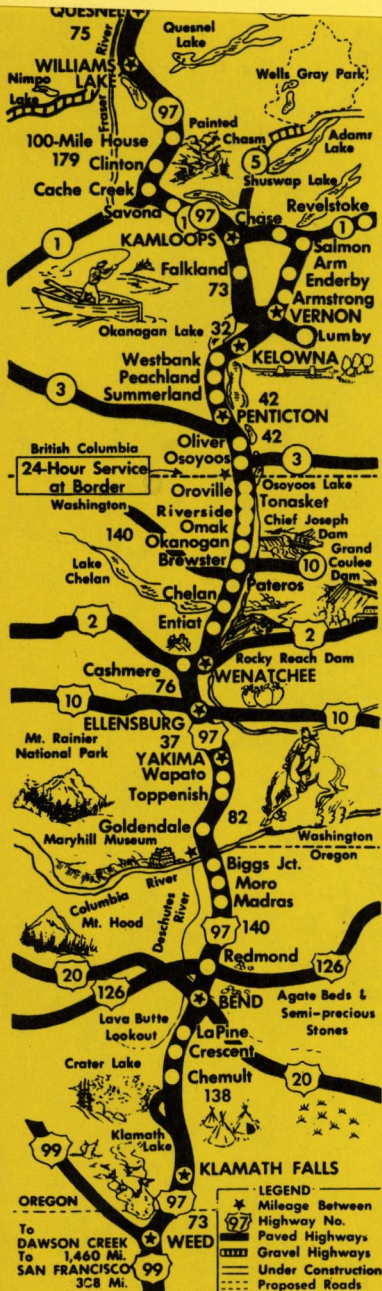 QUESNEL
75
River
Quesnel
Lake
WILLIAMS
LAKE
Nimpo
Lake
Fraser
Wells Gray Park
97
Painted
Chasm
100-Mile House
179 Clinton
Cache Creek
5
Adams
Lake
Shuswap Lake
Savona
1
97
Chase
Revelstoke
1
1
KAMLOOPS
Salmon
Arm
Falkland
73
Enderby
Armstrong
VERNON
Okanagan Lake
32
Lumby
KELOWNA
Westbank
Peachland
Summerland
3
42
PENTICTON
42
Oliver
Osoyoos
3
British Columbia
24-Hour Service
at Border
Washington
Osoyoos Lake
Oroville
Tonasket
Riverside
Omak
Chief Joseph
Dam
140
Okanogan
Brewster
Grand
Coulee
Dam
10
Lake
Chelan
Pateros
Chelan
2
Entiat
2
Rocky Reach Dam
Cashmere
76
WENATCHEE
10
10
ELLENSBURG
37
97
Mt. Rainier
National Park
YAKIMA
Wapato
Toppenish
82
Goldendale
Maryhill Museum
Washington
Oregon
Biggs Jct.
River
Columbia
Moro
Madras
Mt. Hood
Deschutes
River
97
140
Redmond
20
126
126
BEND
Agate Beds &
Semi-precious
Stones
Lava Butte
Lookout
LaPine
Crescent
20
Crater Lake
Chemult
138
Klamath
Lake
99
KLAMATH FALLS
97
OREGON
73
WEED
99
To
DAWSON CREEK
1,460 Mi.
To
SAN FRANCISCO
308 Mi.
LEGEND
Mileage Between
97 Highway No.
Paved Highways
Gravel Highways
Under Construction
Proposed Roads